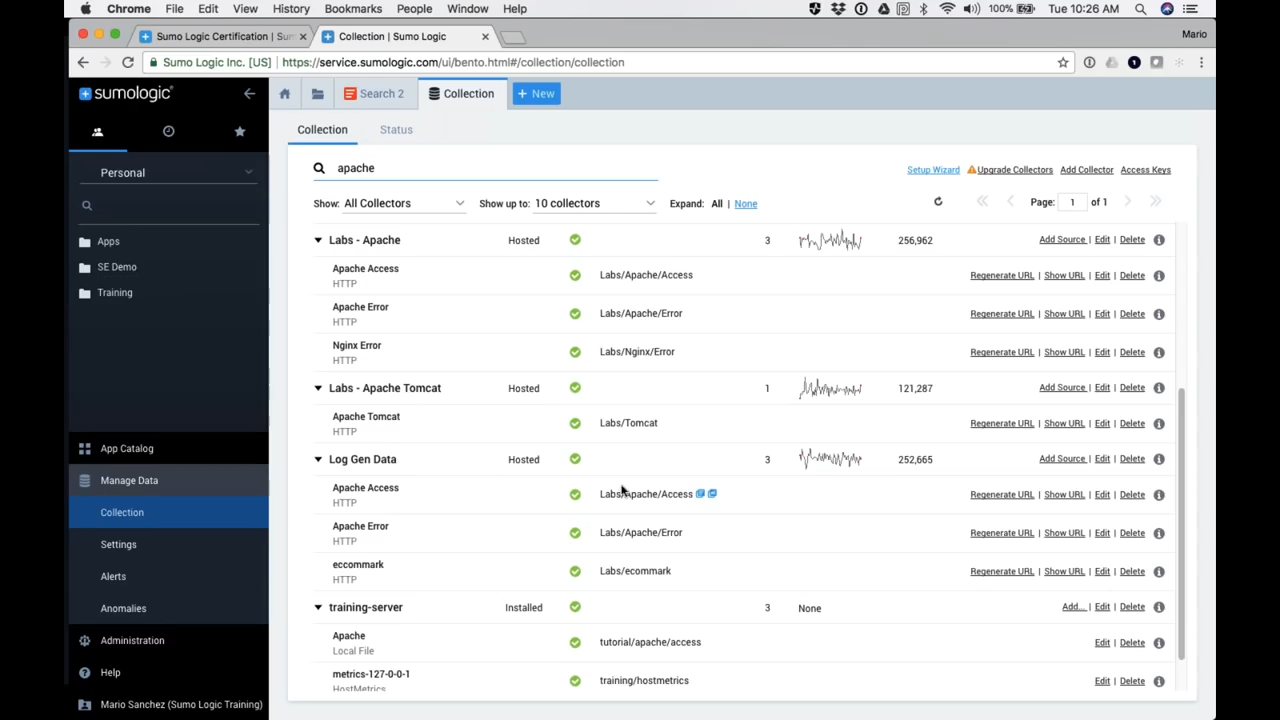 Chrome File Edit View History Bookmarks People Window Help 100% Tue 10:26 AM
Sumo Logic Certification | Sum Collection | Sumo Logic Mario
Sumo Logic Inc. [US] https://service.sumologic.com/ui/bento.html#/collection/collection
sumologic Search 2 Collection + New
Collection Status
Personal
Apps
SE Demo
Training
App Catalog
Manage Data
Collection
Settings
Alerts
Anomalies
Administration
Help
Mario Sanchez (Sumo Logic Training)
apache Setup Wizard Upgrade Collectors Add Collector Access Keys
Show: All Collectors Show up to: 10 collectors Expand: All | None Page: 1 of 1
Labs - Apache Hosted 3 256,962 Add Source | Edit | Delete
Apache Access Labs/Apache/Access Regenerate URL | Show URL | Edit | Delete
HTTP
Apache Error Labs/Apache/Error Regenerate URL | Show URL | Edit | Delete
HTTP
Nginx Error Labs/Nginx/Error Regenerate URL | Show URL | Edit | Delete
HTTP
Labs - Apache Tomcat Hosted 1 121,287 Add Source | Edit | Delete
Apache Tomcat Labs/Tomcat Regenerate URL | Show URL | Edit | Delete
HTTP
Log Gen Data Hosted 3 252,665 Add Source | Edit | Delete
Apache Access Labs/Apache/Access Regenerate URL | Show URL | Edit | Delete
HTTP
Apache Error Labs/Apache/Error Regenerate URL | Show URL | Edit | Delete
HTTP
eccommark Labs/ecommark Regenerate URL | Show URL | Edit | Delete
HTTP
training-server Installed 3 None Add... | Edit | Delete
Apache tutorial/apache/access Edit | Delete
Local File
metrics-127-0-0-1 training/hostmetrics Edit | Delete
HostMetrics